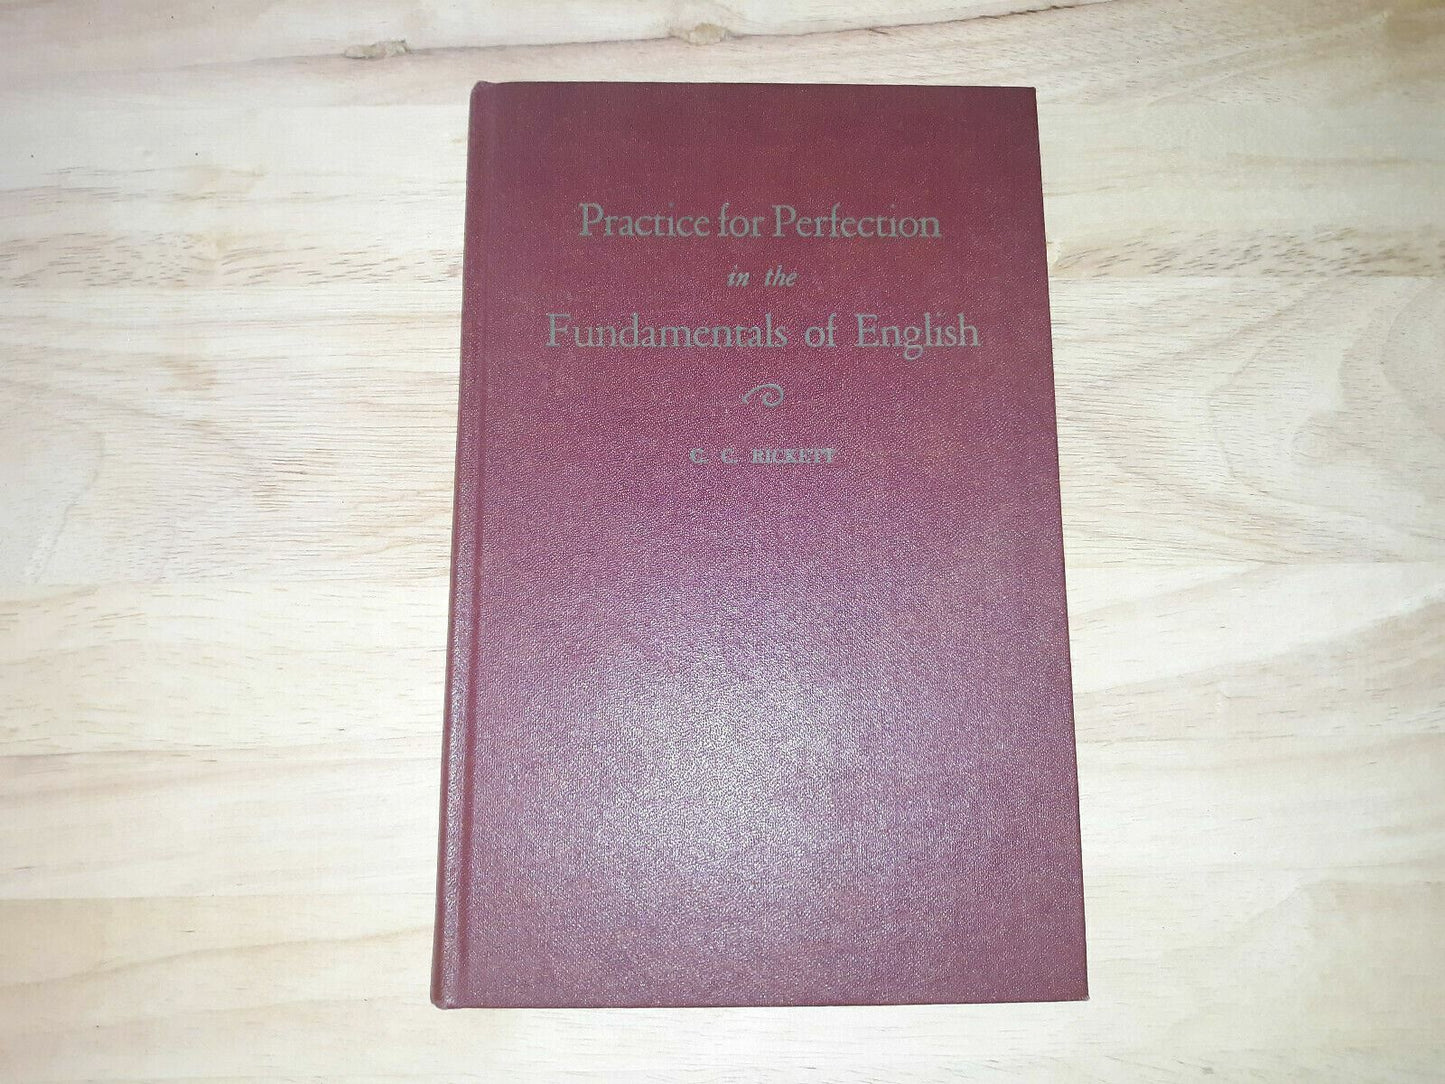 Practice for Perfection
in the
Fundamentals of English
C. C. RICKETT